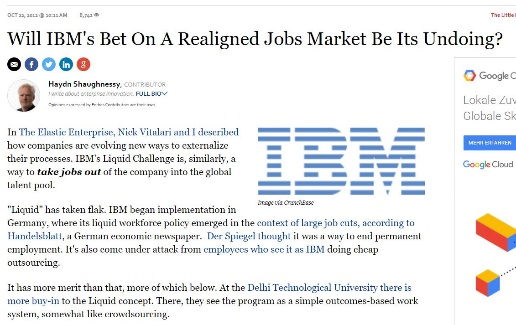 OCT 22, 2012 @ 10:21 AM 8,742
The Little
Will IBM's Bet On A Realigned Jobs Market Be Its Undoing?
Haydn Shaughnessy, CONTRIBUTOR
I write about enterprise innovation. FULL BIO
Opinions expressed by Forbes Contributors are their own.
In The Elastic Enterprise, Nick Vitalari and I described
how companies are evolving new ways to externalize
their processes. IBM's Liquid Challenge is, similarly, a
way to take jobs out of the company into the global
talent pool.
IBM
Image via CrunchBase
"Liquid" has taken flak. IBM began implementation in
Germany, where its liquid workforce policy emerged in the context of large job cuts, according to
Handelsblatt, a German economic newspaper. Der Spiegel thought it was a way to end permanent
employment. It's also come under attack from employees who see it as IBM doing cheap
outsourcing.
It has more merit than that, more of which below. At the Delhi Technological University there is
more buy-in to the Liquid concept. There, they see the program as a simple outcomes-based work
system, somewhat like crowdsourcing.
Google C
Lokale Zuv
Globale Sk
MEHR ERFAHREN
Google Cloud